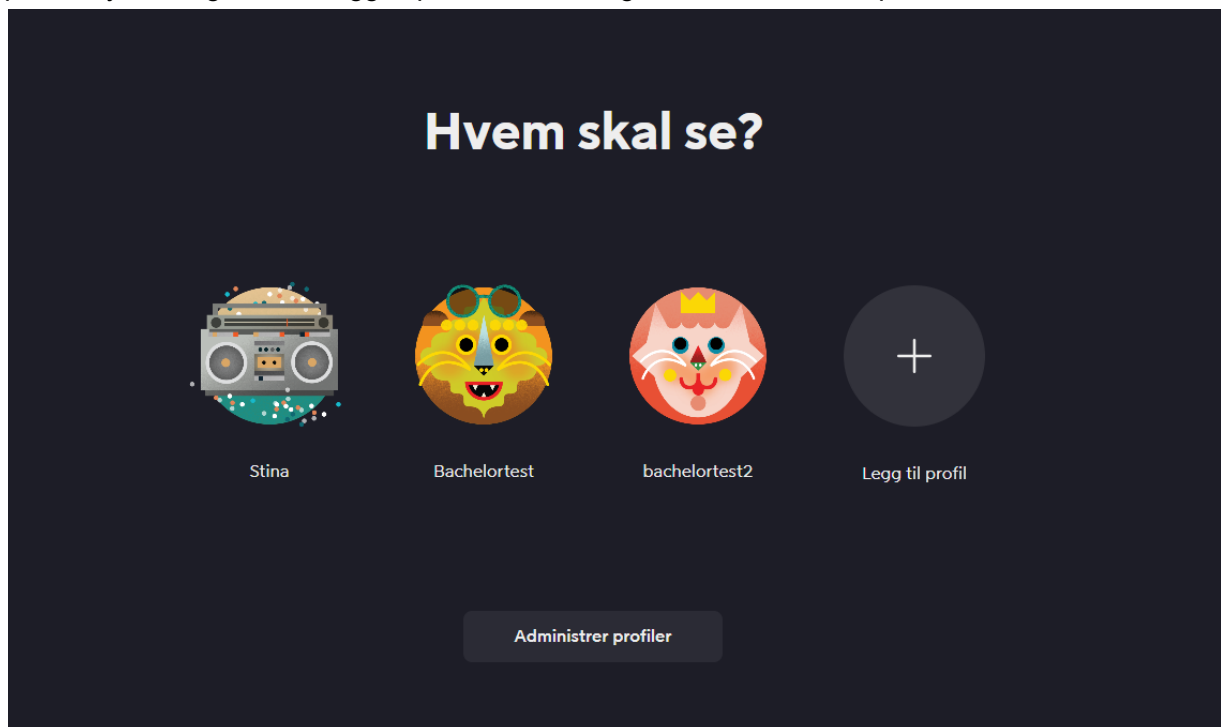 Hvem skal se?
Stina
Bachelortest
bachelortest2
Legg til profil
Administrer profiler